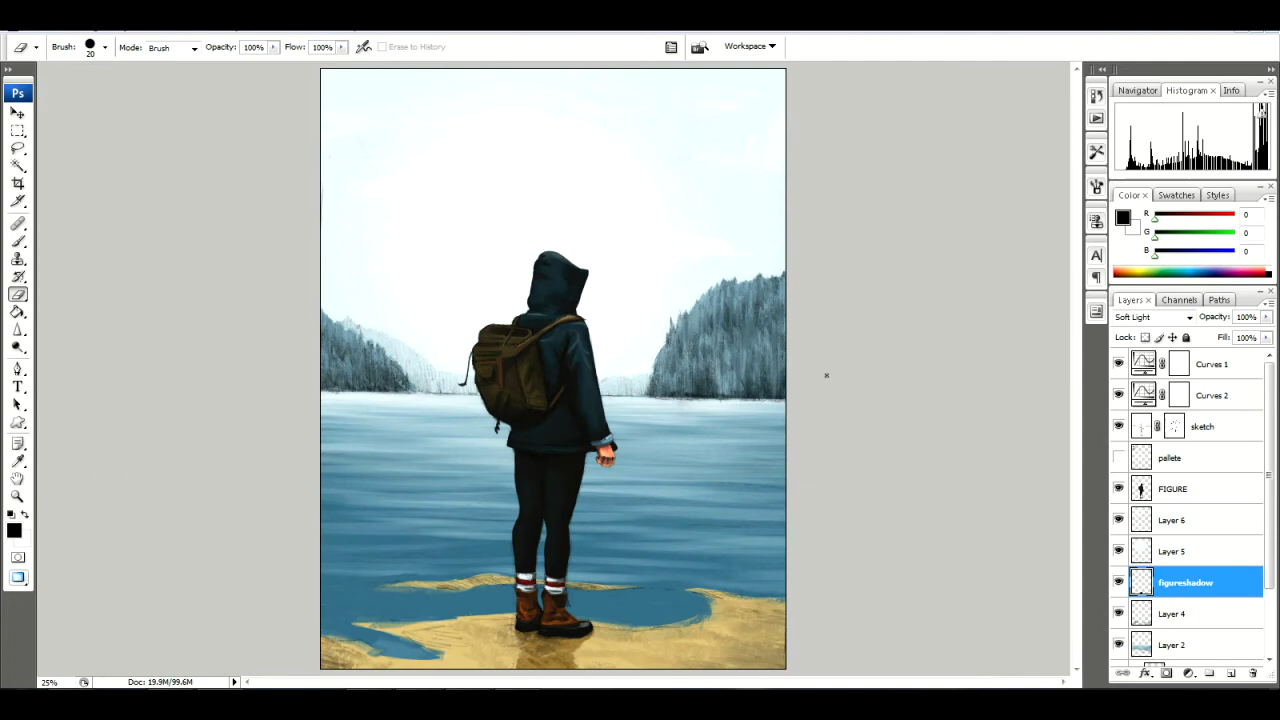 Brush: 20 Mode: Brush Opacity: 100% Flow: 100% Erase to History Workspace
Ps
Navigator Histogram Info
Color Swatches Styles
R 0
G 0
B 0
Layers Channels Paths
Soft Light Opacity: 100%
Lock: Fill: 100%
Curves 1
Curves 2
sketch
pallete
FIGURE
Layer 6
Layer 5
figureshadow
Layer 4
Layer 2
25% Doc: 19.9M/99.6M